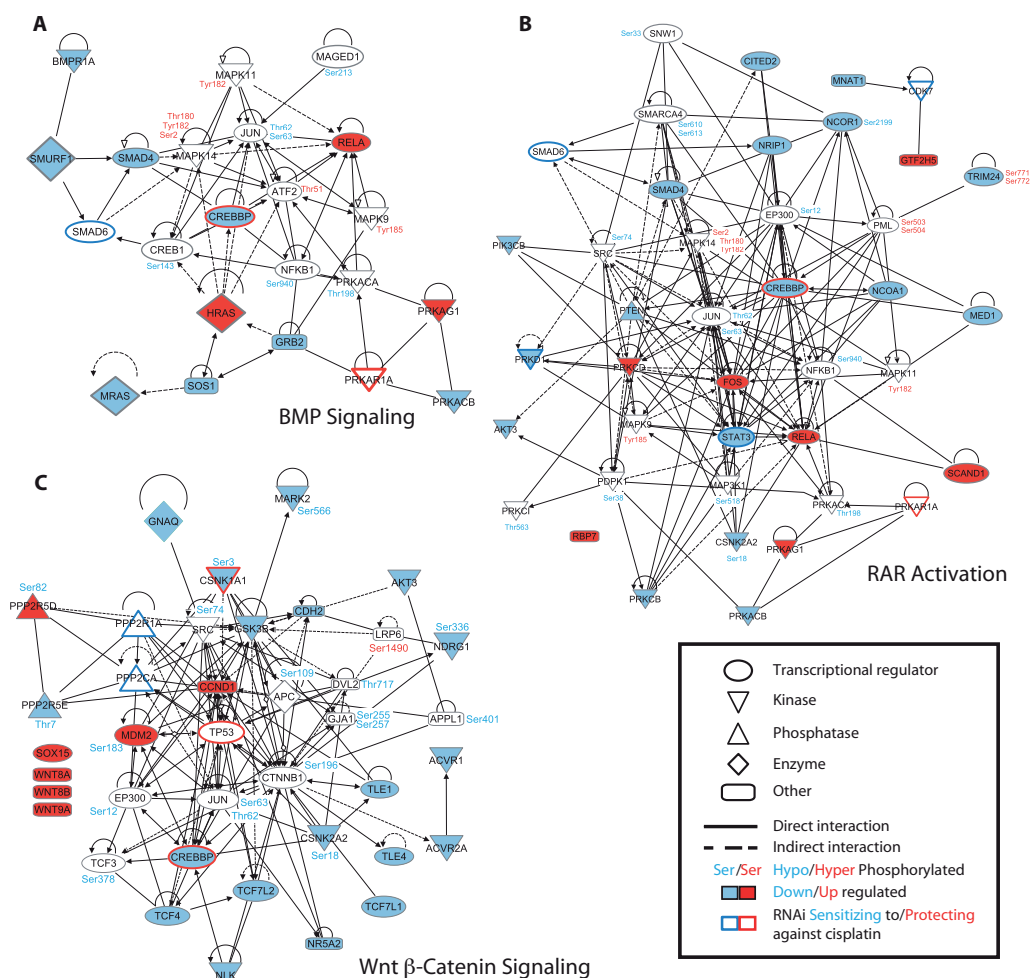 A
BMPR1A
MAPK11
Tyr182
MAGED1
Ser213
Thr180
Tyr182
Ser2
JUN
Thr62
Ser63
RELA
SMURF1
SMAD4
MAPK14
ATF2
Thr51
CREBBP
MAPK9
Tyr185
SMAD6
CREB1
Ser143
NFKB1
Ser940
PRKACA
Thr198
HRAS
PRKAG1
GRB2
MRAS
SOS1
PRKAR1A
PRKACB
BMP Signaling
B
Ser33
SNW1
CITED2
MNAT1
CDK7
SMARCA4
Ser610
Ser613
NCOR1
Ser2199
SMAD6
NRIP1
GTF2H5
TRIM24
Ser771
Ser772
SMAD4
EP300
Ser12
PML
Ser503
Ser504
PIK3CB
Ser74
SRC
MAPK14
Ser2
Thr180
Tyr182
CREBBP
NCOA1
PTEN
JUN
Thr62
Ser63
MED1
PRKD1
PRKCD
NFKB1
Ser940
MAPK11
Tyr182
FOS
AKT3
MAPK9
Tyr185
STAT3
RELA
SCAND1
PDPK1
Ser38
MAP3K1
Ser518
PRKCI
Thr563
PRKACA
Thr198
PRKAR1A
RBP7
CSNK2A2
Ser18
PRKAG1
PRKCB
PRKACB
RAR Activation
C
GNAQ
MARK2
Ser566
Ser3
CSNK1A1
Ser82
PPP2R5D
AKT3
PPP2R1A
Ser74
SRC
GSK3B
CDH2
LRP6
Ser1490
Ser336
NDRG1
PPP2CA
CCND1
Ser109
APC
DVL2
Thr717
PPP2R5E
Thr7
GJA1
Ser255
Ser257
APPL1
Ser401
MDM2
Ser183
TP53
SOX15
WNT8A
WNT8B
WNT9A
CTNNB1
Ser196
ACVR1
EP300
Ser12
JUN
Ser63
Thr62
TLE1
CSNK2A2
Ser18
TCF3
Ser378
CREBBP
TLE4
ACVR2A
TCF7L2
TCF4
TCF7L1
NR5A2
NLK
Wnt β-Catenin Signaling
Transcriptional regulator
Kinase
Phosphatase
Enzyme
Other
Direct interaction
Indirect interaction
Ser/Ser Hypo/Hyper Phosphorylated
Down/Up regulated
RNAi Sensitizing to/Protecting
against cisplatin